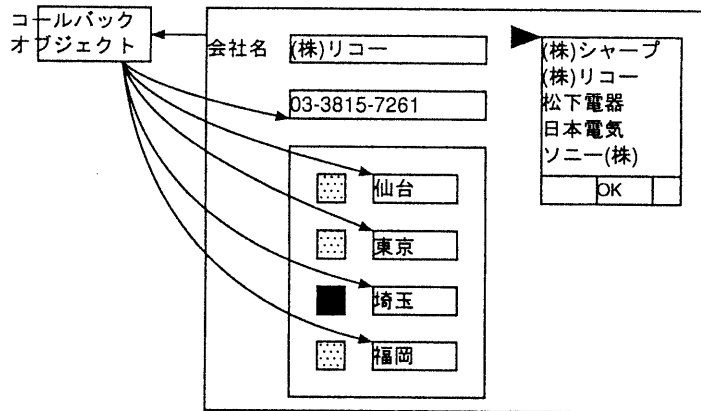 コールバック
オブジェクト
会社名
(株)リコー
03-3815-7261
仙台
東京
埼玉
福岡
(株)シャープ
(株)リコー
松下電器
日本電気
ソニー(株)
OK